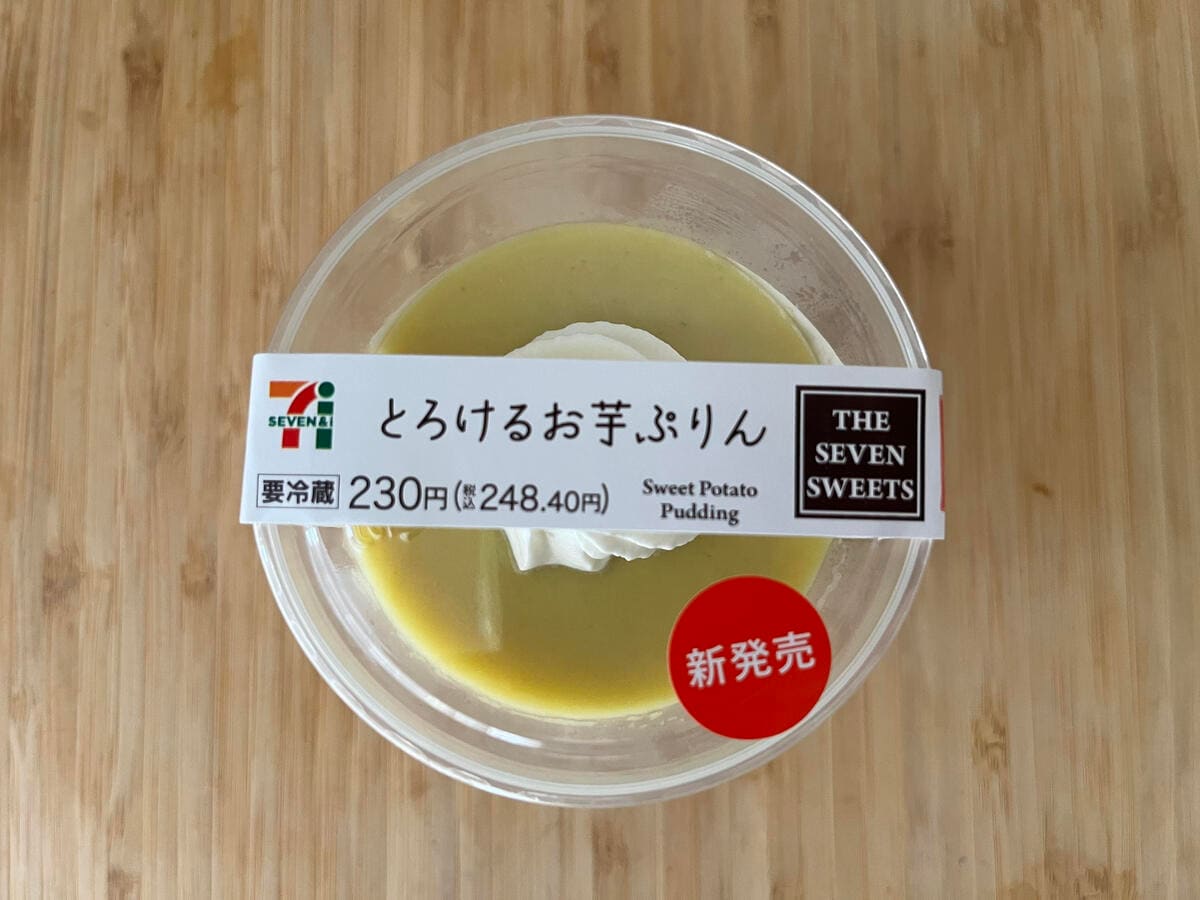 SEVEN&i
とろけるお芋ぷりん
要冷蔵 230円(税込248.40円)
Sweet Potato
Pudding
THE
SEVEN
SWEETS
新発売